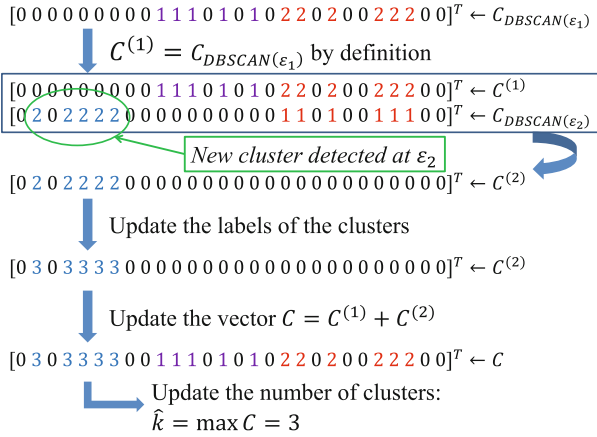 [0 0 0 0 0 0 0 0 0 1 1 1 0 1 0 1 0 2 2 0 2 0 0 2 2 2 0 0]ᵀ ← C_DBSCAN(ε₁)
C⁽¹⁾ = C_DBSCAN(ε₁) by definition
[0 0 0 0 0 0 0 0 0 1 1 1 0 1 0 1 0 2 2 0 2 0 0 2 2 2 0 0]ᵀ ← C⁽¹⁾
[0 2 0 2 2 2 2 0 0 0 0 0 0 0 0 0 0 1 1 0 1 0 0 1 1 1 0 0]ᵀ ← C_DBSCAN(ε₂)
New cluster detected at ε₂
[0 2 0 2 2 2 2 0 0 0 0 0 0 0 0 0 0 0 0 0 0 0 0 0 0 0 0 0]ᵀ ← C⁽²⁾
Update the labels of the clusters
[0 3 0 3 3 3 3 0 0 0 0 0 0 0 0 0 0 0 0 0 0 0 0 0 0 0 0 0]ᵀ ← C⁽²⁾
Update the vector C = C⁽¹⁾ + C⁽²⁾
[0 3 0 3 3 3 3 0 0 1 1 1 0 1 0 1 0 2 2 0 2 0 0 2 2 2 0 0]ᵀ ← C
Update the number of clusters:
k̂ = max C = 3